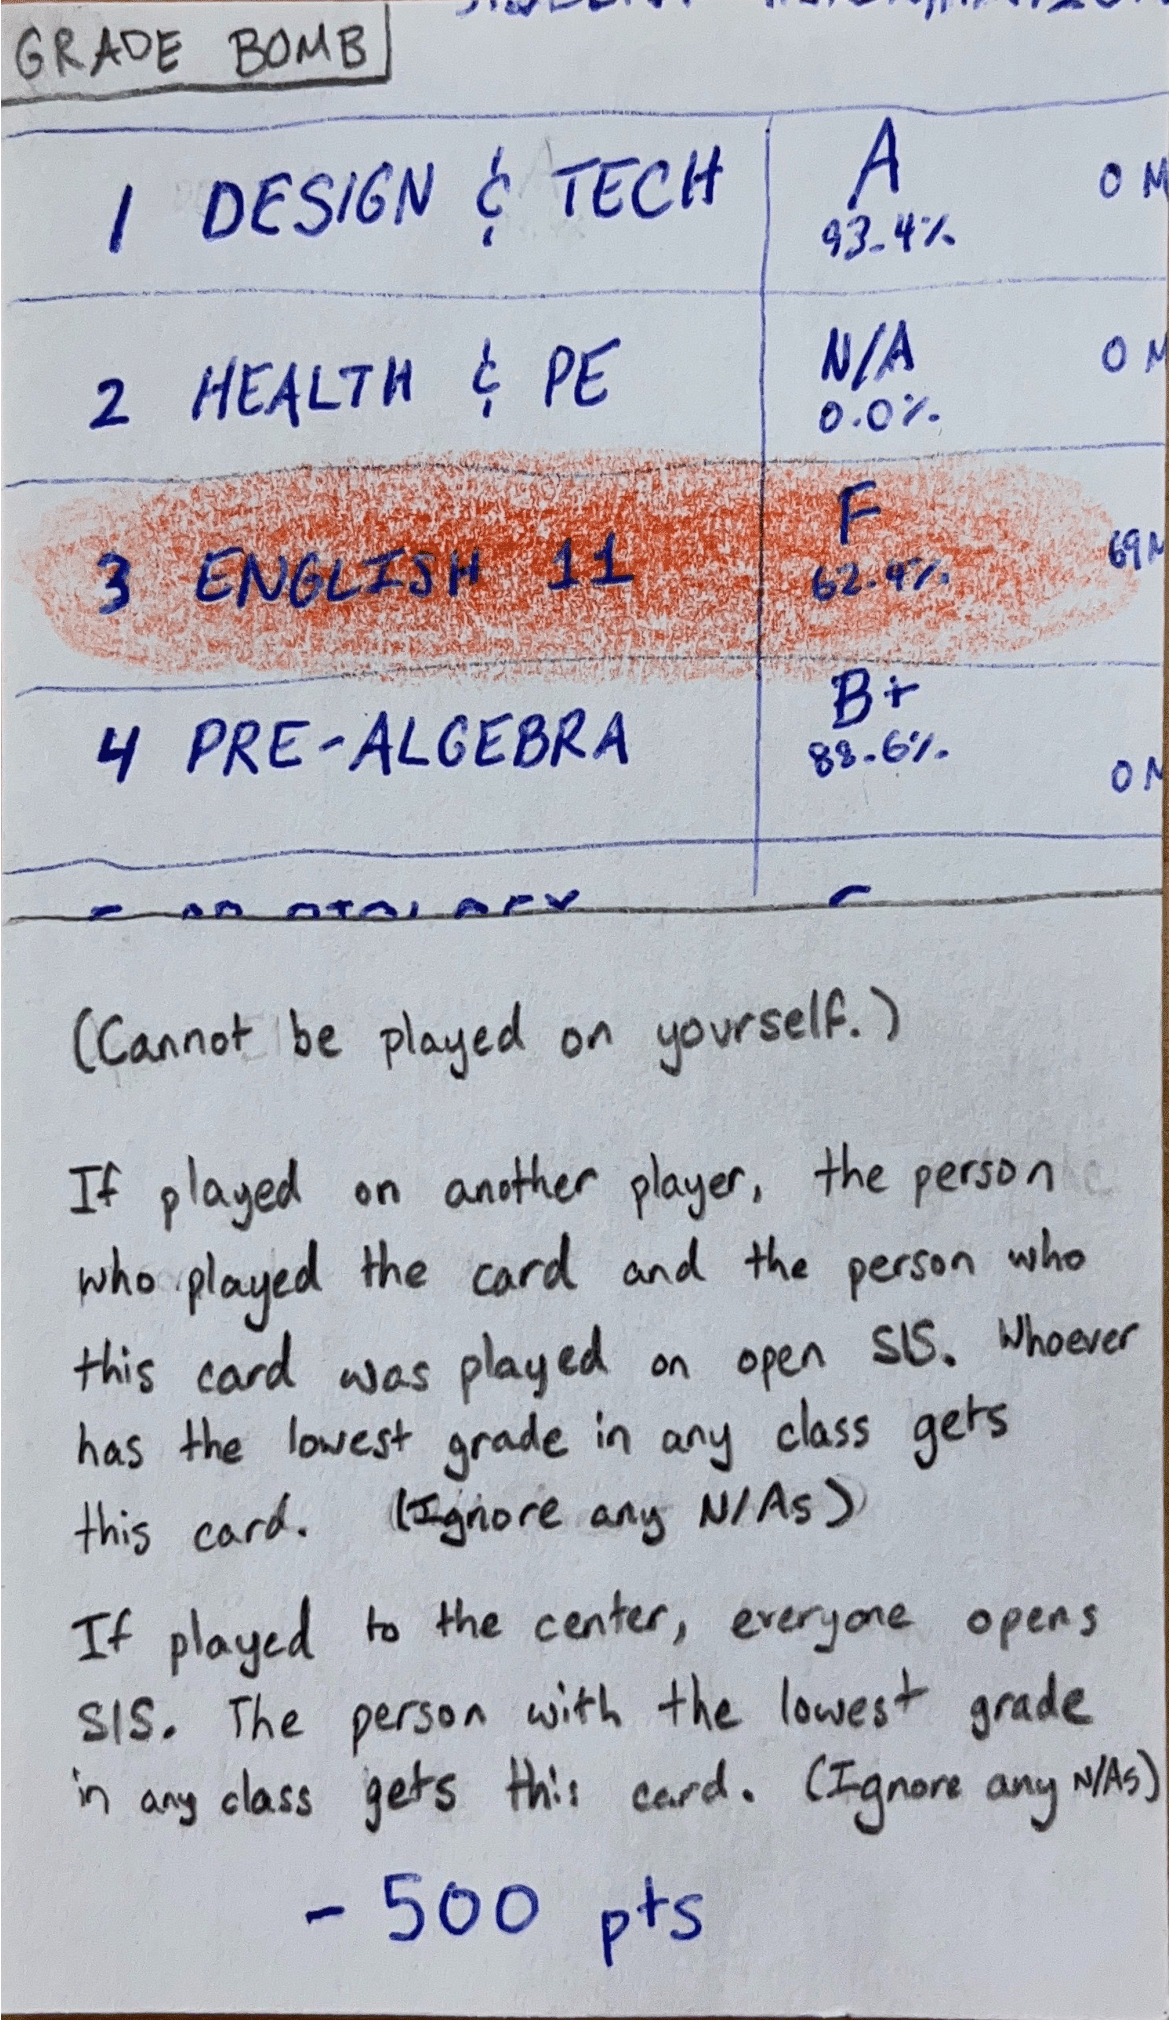 GRADE BOMB
1 DESIGN & TECH A 0 M
93.4%
2 HEALTH & PE N/A 0 M
0.0%
3 ENGLISH 11 F 69 M
62.4%
4 PRE-ALGEBRA B+ 0 M
88.6%
(Cannot be played on yourself.)
If played on another player, the person
who played the card and the person who
this card was played on open SIS. Whoever
has the lowest grade in any class gets
this card. (Ignore any N/As)
If played to the center, everyone opens
SIS. The person with the lowest grade
in any class gets this card. (Ignore any N/As)
- 500 pts